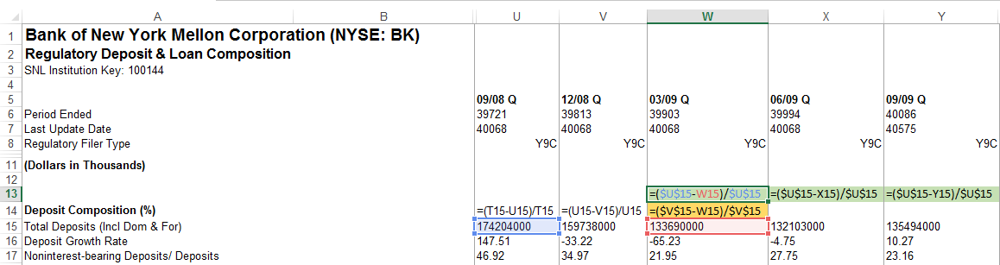 A B U V W X Y
1 Bank of New York Mellon Corporation (NYSE: BK)
2 Regulatory Deposit & Loan Composition
3 SNL Institution Key: 100144
4
5 09/08 Q 12/08 Q 03/09 Q 06/09 Q 09/09 Q
6 Period Ended 39721 39813 39903 39994 40086
7 Last Update Date 40068 40068 40068 40068 40575
8 Regulatory Filer Type Y9C Y9C Y9C Y9C Y9C
11 (Dollars in Thousands)
12
13 =($U$15-W15)/$U$15 =($U$15-X15)/$U$15 =($U$15-Y15)/$U$15
14 Deposit Composition (%) =(T15-U15)/T15 =(U15-V15)/U15 =($V$15-W15)/$V$15
15 Total Deposits (Incl Dom & For) 174204000 159738000 133690000 132103000 135494000
16 Deposit Growth Rate 147.51 -33.22 -65.23 -4.75 10.27
17 Noninterest-bearing Deposits/ Deposits 46.92 34.97 21.95 27.75 23.16